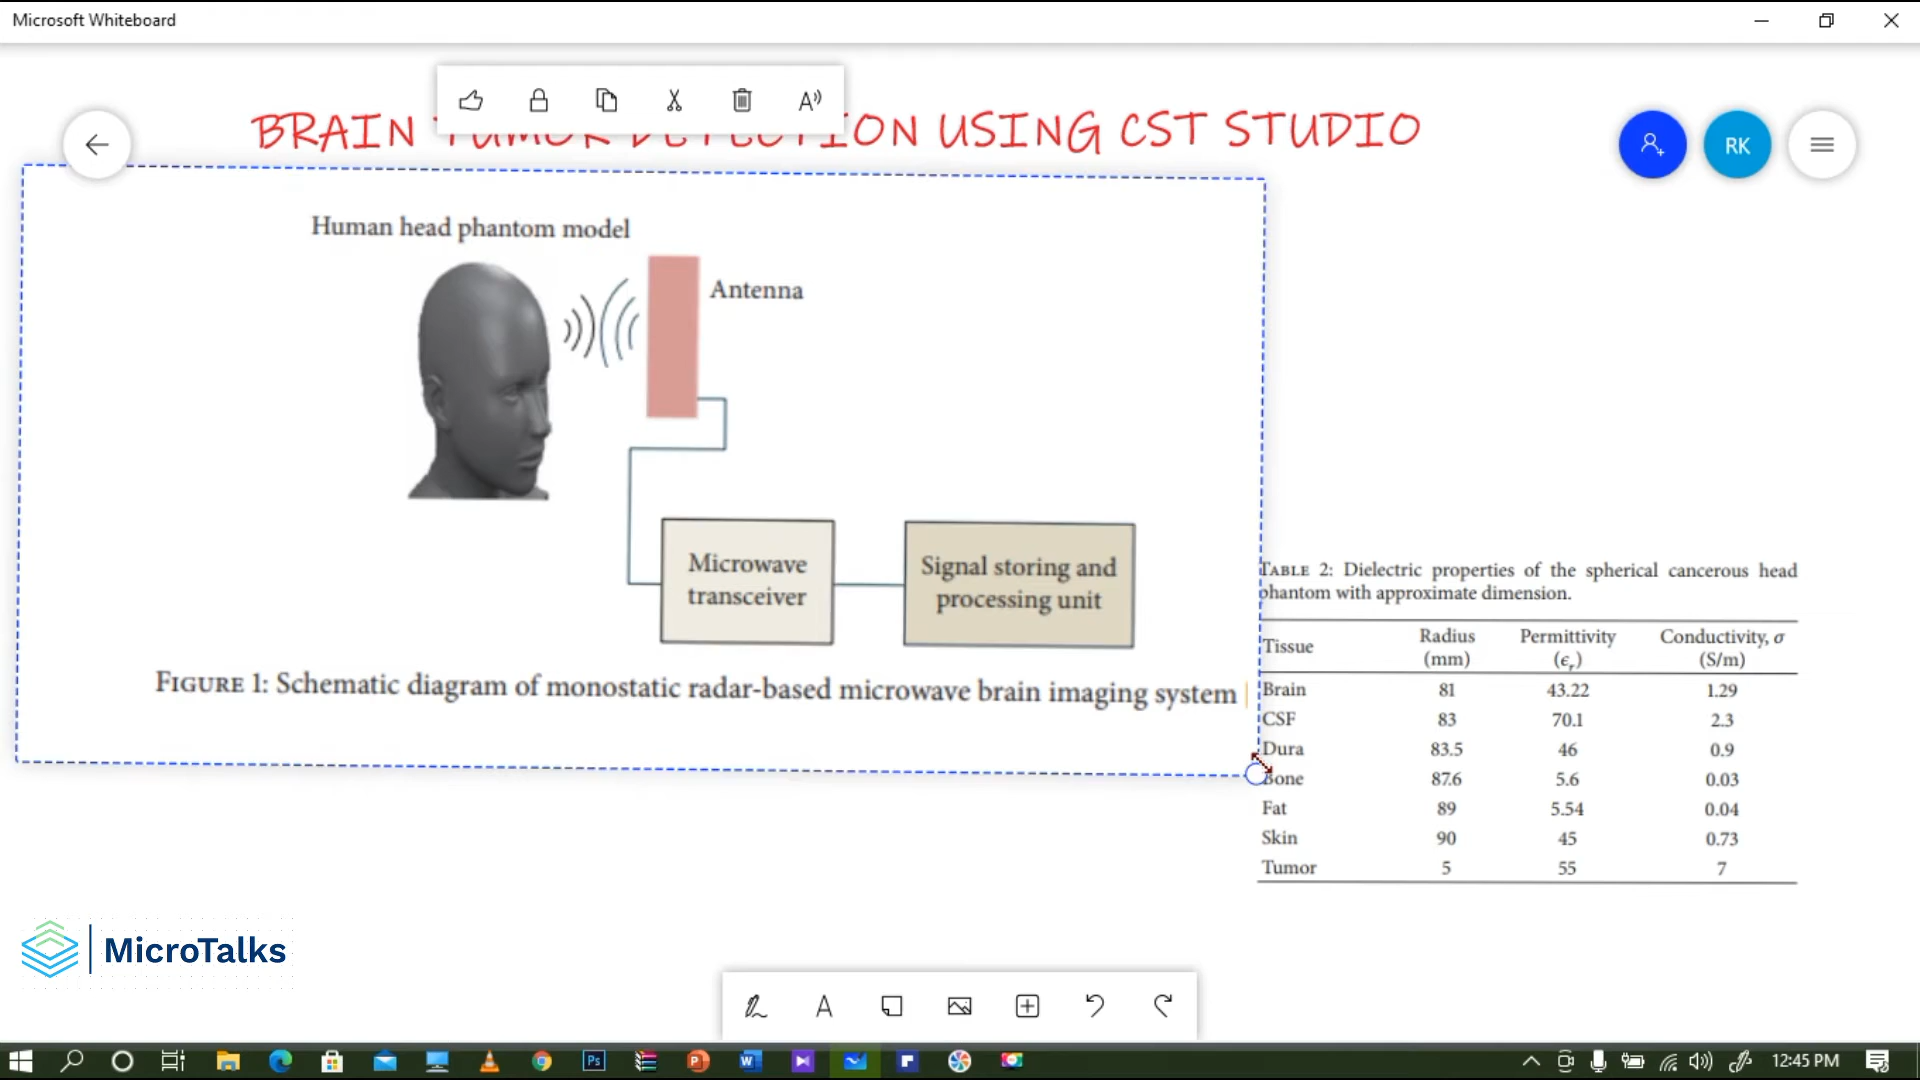 Microsoft Whiteboard
BRAIN TUMOR DETECTION USING CST STUDIO
RK
Human head phantom model
Antenna
Microwave
transceiver
Signal storing and
processing unit
FIGURE 1: Schematic diagram of monostatic radar-based microwave brain imaging system
TABLE 2: Dielectric properties of the spherical cancerous head
phantom with approximate dimension.
Tissue Radius (mm) Permittivity (ϵr) Conductivity, σ (S/m)
Brain 81 43.22 1.29
CSF 83 70.1 2.3
Dura 83.5 46 0.9
Bone 87.6 5.6 0.03
Fat 89 5.54 0.04
Skin 90 45 0.73
Tumor 5 55 7
MicroTalks
12:45 PM